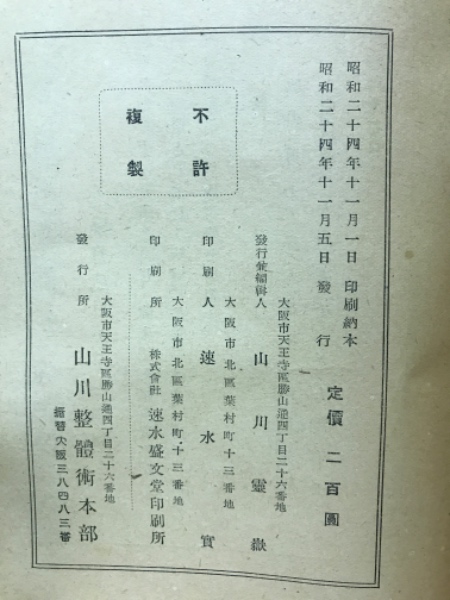 昭和二十四年十一月一日 印刷納本
昭和二十四年十一月五日 發行
定價 二百圓
不許
複製
大阪市天王寺區勝山通四丁目二十六番地
發行兼編輯人 山川靈嶽
大阪市北區葉村町十三番地
印刷人 速水實
大阪市北區葉村町十三番地
印刷所 株式會社 速水盛文堂印刷所
大阪市天王寺區勝山通四丁目二十六番地
發行所 山川整體術本部
振替大阪三八四八三番